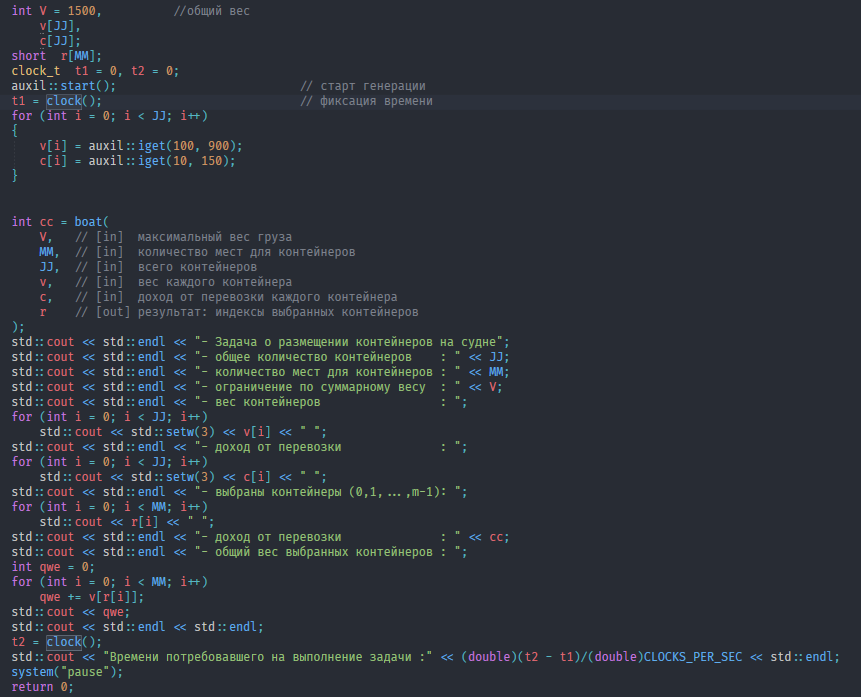 int V = 1500,          //общий вес
    v[JJ],
    c[JJ];
short  r[MM];
clock_t  t1 = 0, t2 = 0;
auxil::start();                          // старт генерации
t1 = clock();                            // фиксация времени
for (int i = 0; i < JJ; i++)
{
    v[i] = auxil::iget(100, 900);
    c[i] = auxil::iget(10, 150);
}
int cc = boat(
    V,   // [in]  максимальный вес груза
    MM,  // [in]  количество мест для контейнеров
    JJ,  // [in]  всего контейнеров
    v,   // [in]  вес каждого контейнера
    c,   // [in]  доход от перевозки каждого контейнера
    r    // [out] результат: индексы выбранных контейнеров
);
std::cout << std::endl << "- Задача о размещении контейнеров на судне";
std::cout << std::endl << "- общее количество контейнеров    : " << JJ;
std::cout << std::endl << "- количество мест для контейнеров : " << MM;
std::cout << std::endl << "- ограничение по суммарному весу  : " << V;
std::cout << std::endl << "- вес контейнеров                 : ";
for (int i = 0; i < JJ; i++)
    std::cout << std::setw(3) << v[i] << " ";
std::cout << std::endl << "- доход от перевозки              : ";
for (int i = 0; i < JJ; i++)
    std::cout << std::setw(3) << c[i] << " ";
std::cout << std::endl << "- выбраны контейнеры (0,1,...,m-1): ";
for (int i = 0; i < MM; i++)
    std::cout << r[i] << " ";
std::cout << std::endl << "- доход от перевозки              : " << cc;
std::cout << std::endl << "- общий вес выбранных контейнеров : ";
int qwe = 0;
for (int i = 0; i < MM; i++)
    qwe += v[r[i]];
std::cout << qwe;
std::cout << std::endl << std::endl;
t2 = clock();
std::cout << "Времени потребовавшего на выполнение задачи :" << (double)(t2 - t1)/(double)CLOCKS_PER_SEC << std::endl;
system("pause");
return 0;